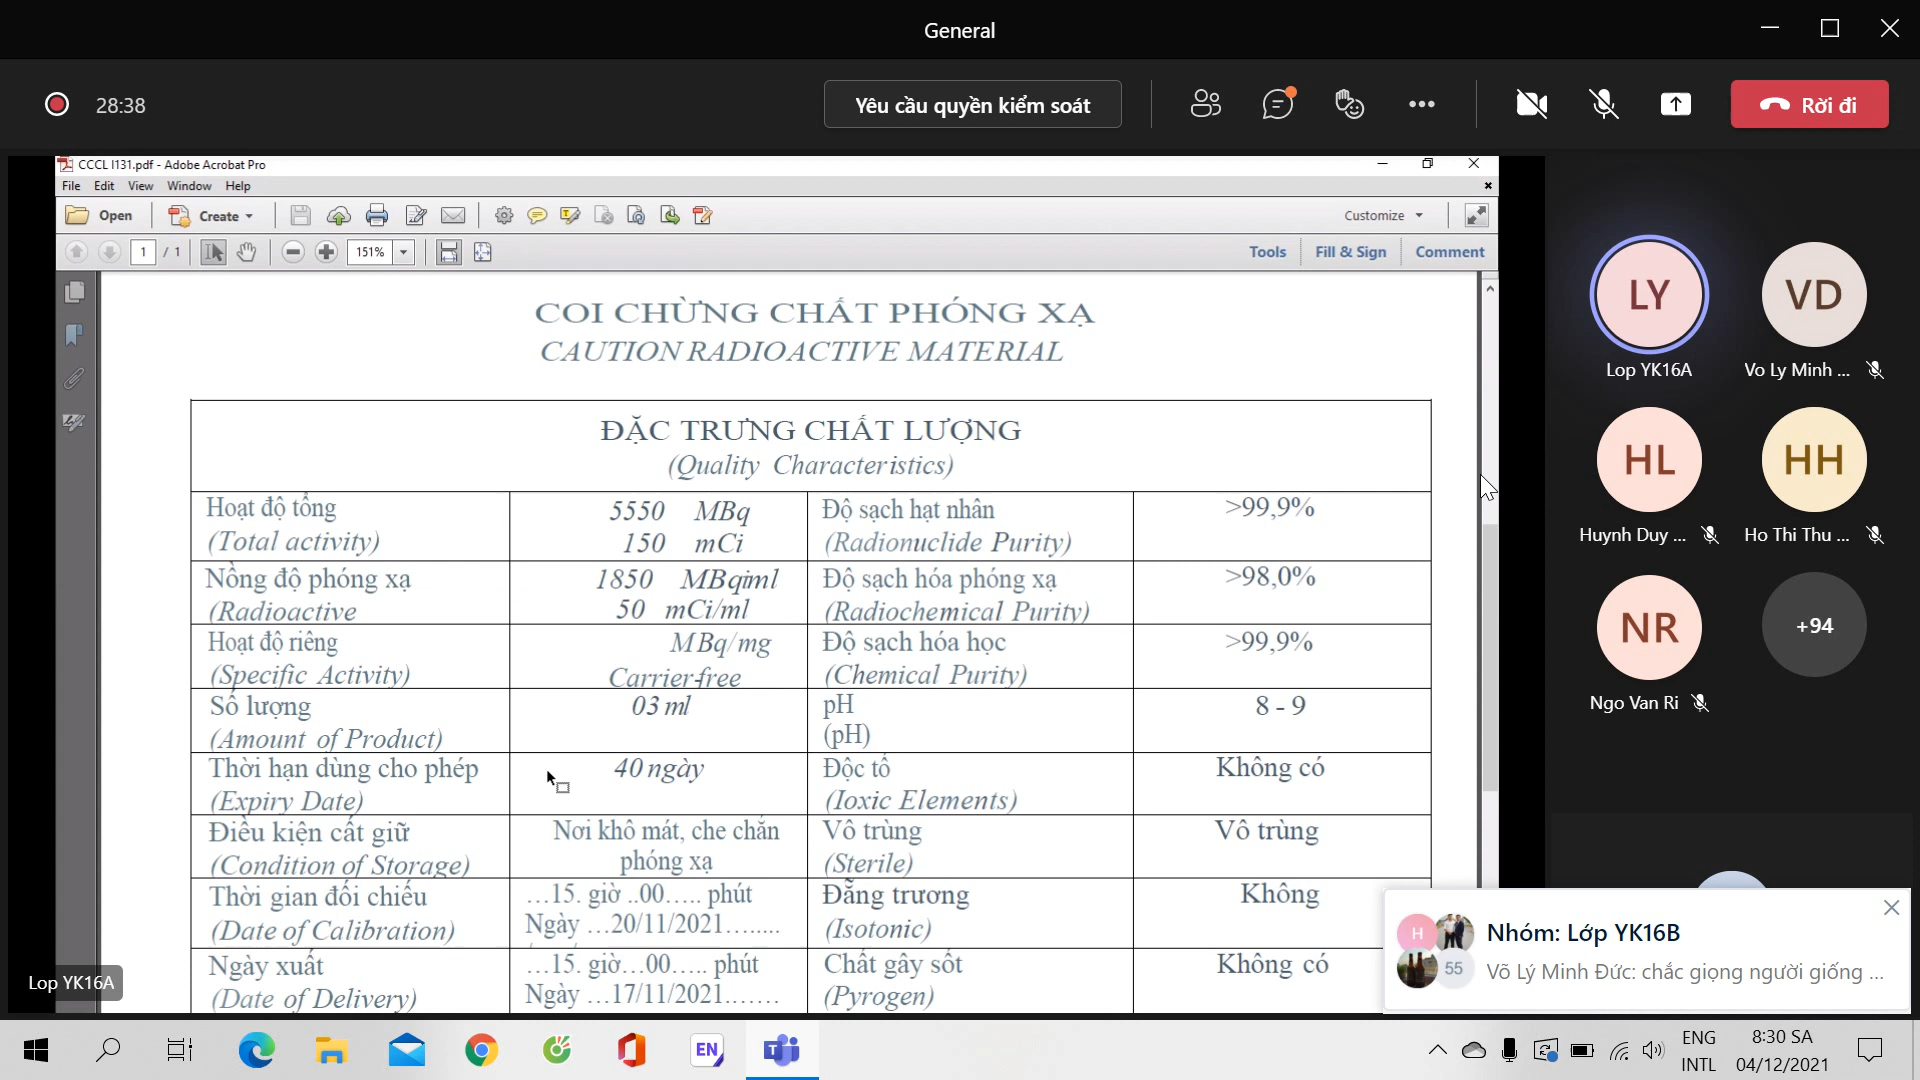 General
28:38
Yêu cầu quyền kiểm soát
Rời đi
CCCL I131.pdf - Adobe Acrobat Pro
File Edit View Window Help
Open
Create
Customize
1 / 1
151%
Tools
Fill & Sign
Comment
COI CHỪNG CHẤT PHÓNG XẠ
CAUTION RADIOACTIVE MATERIAL
ĐẶC TRƯNG CHẤT LƯỢNG
(Quality Characteristics)
Hoạt độ tổng
(Total activity)
5550 MBq
150 mCi
Độ sạch hạt nhân
(Radionuclide Purity)
>99,9%
Nồng độ phóng xạ
(Radioactive
1850 MBqiml
50 mCi/ml
Độ sạch hóa phóng xạ
(Radiochemical Purity)
>98,0%
Hoạt độ riêng
(Specific Activity)
MBq/mg
Carrier-free
Độ sạch hóa học
(Chemical Purity)
>99,9%
Số lượng
(Amount of Product)
03 ml
pH
(pH)
8 - 9
Thời hạn dùng cho phép
(Expiry Date)
40 ngày
Độc tố
(Ioxic Elements)
Không có
Điều kiện cất giữ
(Condition of Storage)
Nơi khô mát, che chắn
phóng xạ
Vô trùng
(Sterile)
Vô trùng
Thời gian đối chiếu
(Date of Calibration)
…15. giờ ..00….. phút
Ngày …20/11/2021…......
Đẳng trương
(Isotonic)
Không
Ngày xuất
(Date of Delivery)
…15. giờ…00….. phút
Ngày …17/11/2021…….
Chất gây sốt
(Pyrogen)
Không có
Lop YK16A
LY
Lop YK16A
VD
Vo Ly Minh ...
HL
Huynh Duy ...
HH
Ho Thi Thu ...
NR
Ngo Van Ri
+94
H
55
Nhóm: Lớp YK16B
Võ Lý Minh Đức: chắc giọng người giống ...
EN
ENG
INTL
8:30 SA
04/12/2021